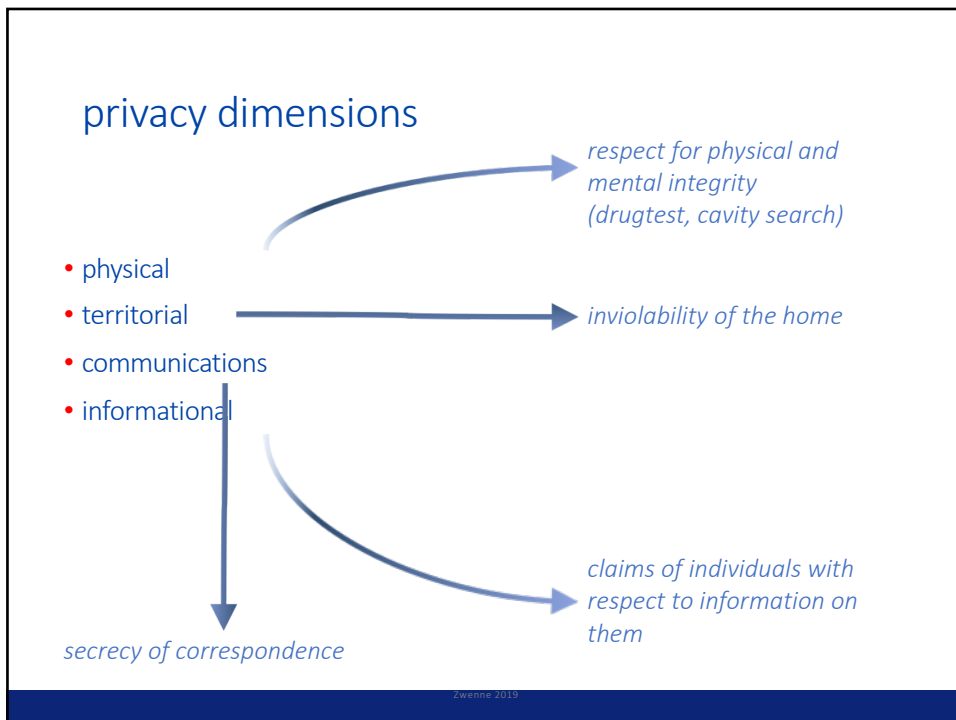 privacy dimensions
respect for physical and
mental integrity
(drugtest, cavity search)
• physical
• territorial
inviolability of the home
• communications
• informational
claims of individuals with
respect to information on
them
secrecy of correspondence
Zwenne 2019